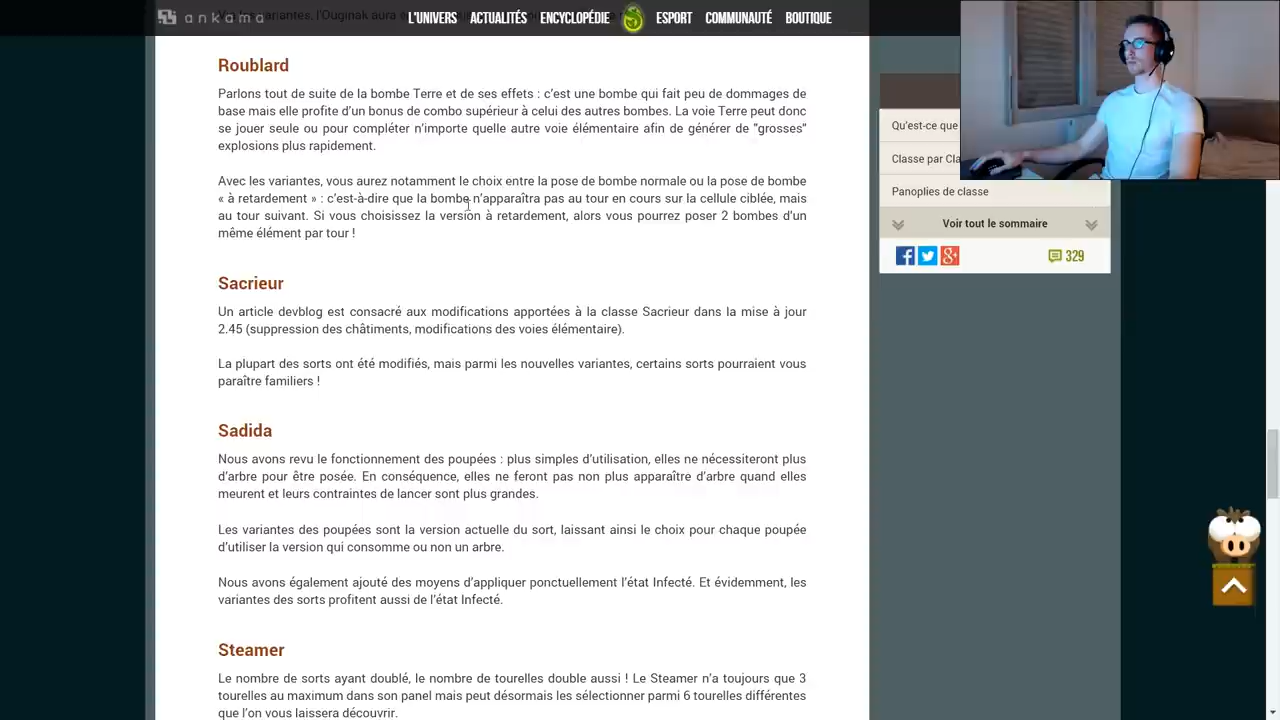 ankama
L'UNIVERS
ACTUALITÉS
ENCYCLOPÉDIE
ESPORT
COMMUNAUTÉ
BOUTIQUE
Roublard
Parlons tout de suite de la bombe Terre et de ses effets : c'est une bombe qui fait peu de dommages de
base mais elle profite d'un bonus de combo supérieur à celui des autres bombes. La voie Terre peut donc
se jouer seule ou pour compléter n'importe quelle autre voie élémentaire afin de générer de "grosses"
explosions plus rapidement.
Avec les variantes, vous aurez notamment le choix entre la pose de bombe normale ou la pose de bombe
« à retardement » : c'est-à-dire que la bombe n'apparaîtra pas au tour en cours sur la cellule ciblée, mais
au tour suivant. Si vous choisissez la version à retardement, alors vous pourrez poser 2 bombes d'un
même élément par tour !
Sacrieur
Un article devblog est consacré aux modifications apportées à la classe Sacrieur dans la mise à jour
2.45 (suppression des châtiments, modifications des voies élémentaire).
La plupart des sorts ont été modifiés, mais parmi les nouvelles variantes, certains sorts pourraient vous
paraître familiers !
Sadida
Nous avons revu le fonctionnement des poupées : plus simples d'utilisation, elles ne nécessiteront plus
d'arbre pour être posée. En conséquence, elles ne feront pas non plus apparaître d'arbre quand elles
meurent et leurs contraintes de lancer sont plus grandes.
Les variantes des poupées sont la version actuelle du sort, laissant ainsi le choix pour chaque poupée
d'utiliser la version qui consomme ou non un arbre.
Nous avons également ajouté des moyens d'appliquer ponctuellement l'état Infecté. Et évidemment, les
variantes des sorts profitent aussi de l'état Infecté.
Steamer
Le nombre de sorts ayant doublé, le nombre de tourelles double aussi ! Le Steamer n'a toujours que 3
tourelles au maximum dans son panel mais peut désormais les sélectionner parmi 6 tourelles différentes
que l'on vous laissera découvrir.
Qu'est-ce que
Classe par Cla
Panoplies de classe
Voir tout le sommaire
329